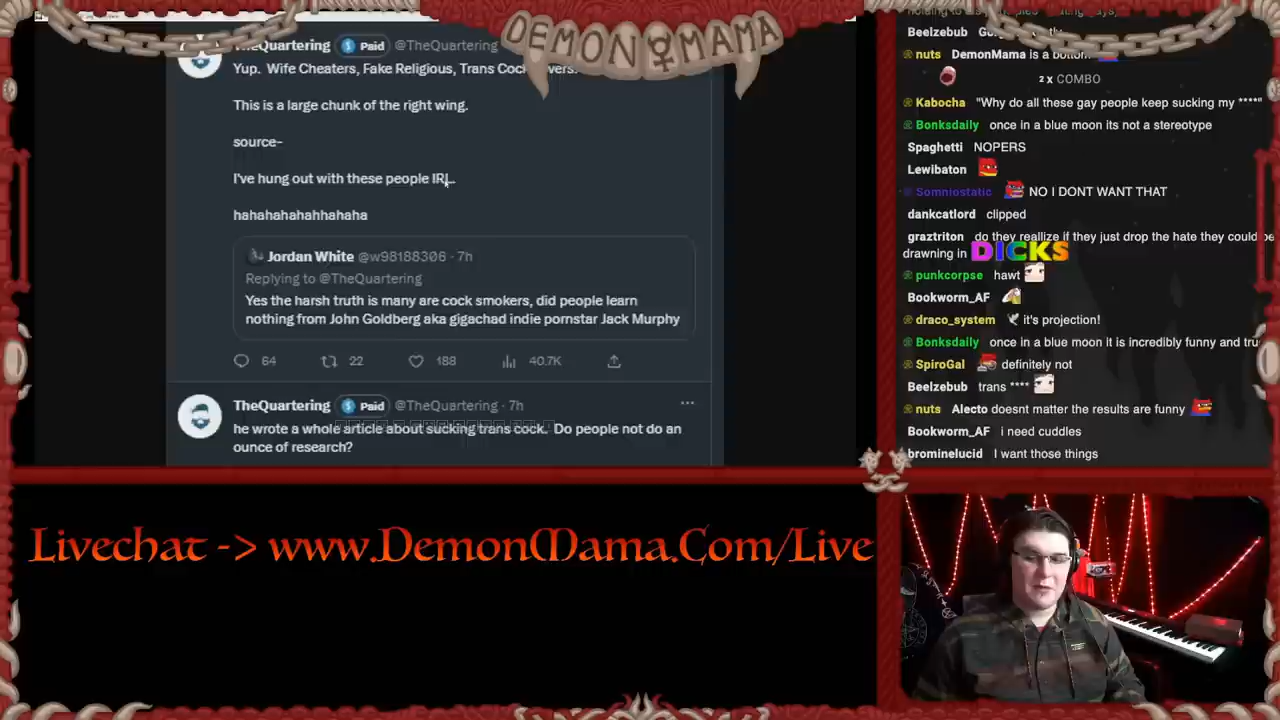 DEMON MAMA
TheQuartering Paid @TheQuartering
Yup. Wife Cheaters, Fake Religious, Trans Cock
This is a large chunk of the right wing.
source-
I've hung out with these people IRL
hahahahahahhahaha
Jordan White @w98188306 · 7h
Replying to @TheQuartering
Yes the harsh truth is many are cock smokers, did people learn
nothing from John Goldberg aka gigachad indie pornstar Jack Murphy
64 22 188 40.7K
TheQuartering Paid @TheQuartering · 7h
he wrote a whole article about sucking trans cock. Do people not do an
ounce of research?
Beelzebub
nuts DemonMama is a bottom
2 x COMBO
Kabocha "Why do all these gay people keep sucking my ****"
Bonksdaily once in a blue moon its not a stereotype
Spaghetti NOPERS
Lewibaton
Somniostatic NO I DONT WANT THAT
dankcatlord clipped
graztriton do they reallize if they just drop the hate they could be
drawning in DICKS
punkcorpse hawt
Bookworm_AF
draco_system it's projection!
Bonksdaily once in a blue moon it is incredibly funny and tru
SpiroGal definitely not
Beelzebub trans ****
nuts Alecto doesnt matter the results are funny
Bookworm_AF i need cuddles
brominelucid I want those things
Livechat -> www.DemonMama.Com/Live